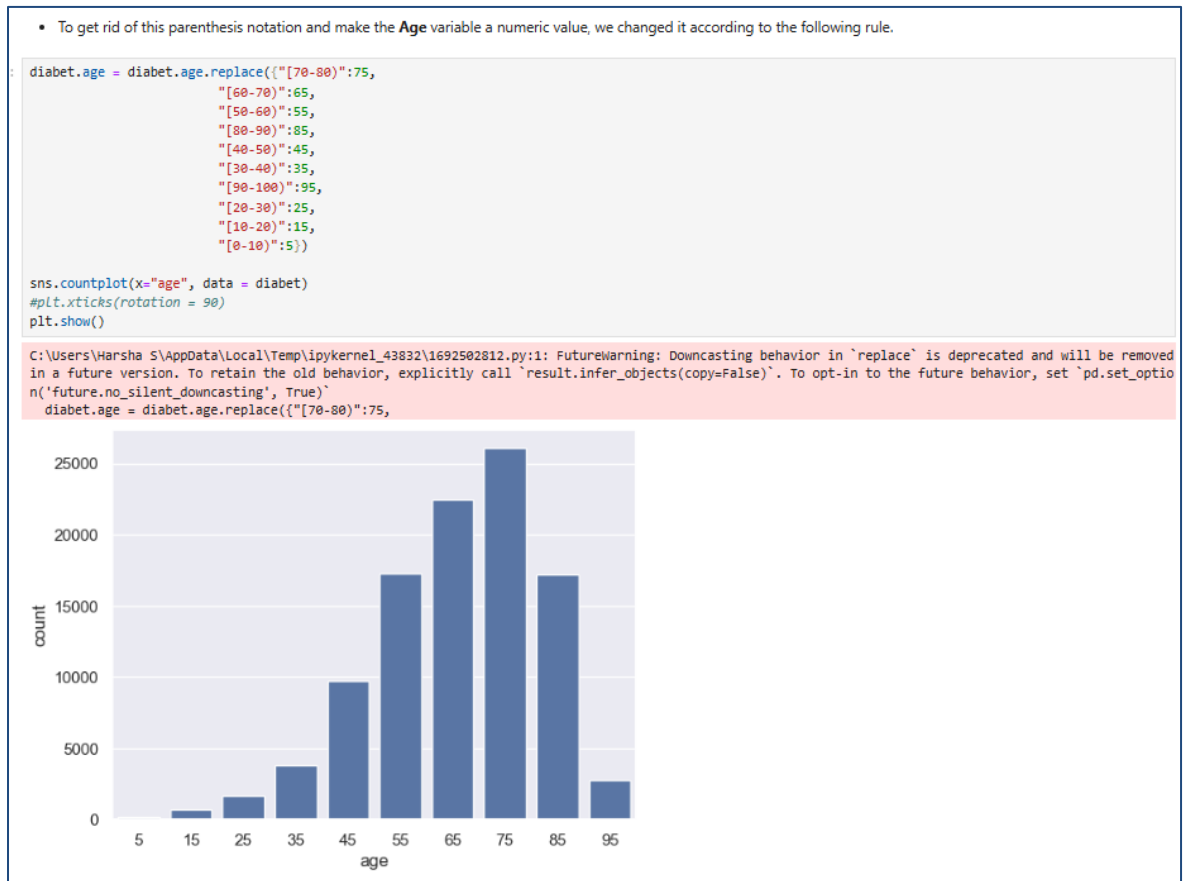 • To get rid of this parenthesis notation and make the Age variable a numeric value, we changed it according to the following rule.
: diabet.age = diabet.age.replace({"[70-80)":75,
"[60-70)":65,
"[50-60)":55,
"[80-90)":85,
"[40-50)":45,
"[30-40)":35,
"[90-100)":95,
"[20-30)":25,
"[10-20)":15,
"[0-10)":5})
sns.countplot(x="age", data = diabet)
#plt.xticks(rotation = 90)
plt.show()
C:\Users\Harsha S\AppData\Local\Temp\ipykernel_43832\1692502812.py:1: FutureWarning: Downcasting behavior in `replace` is deprecated and will be removed
in a future version. To retain the old behavior, explicitly call `result.infer_objects(copy=False)`. To opt-in to the future behavior, set `pd.set_optio
n('future.no_silent_downcasting', True)`
diabet.age = diabet.age.replace({"[70-80)":75,
25000
20000
15000
10000
5000
0
count
5 15 25 35 45 55 65 75 85 95
age